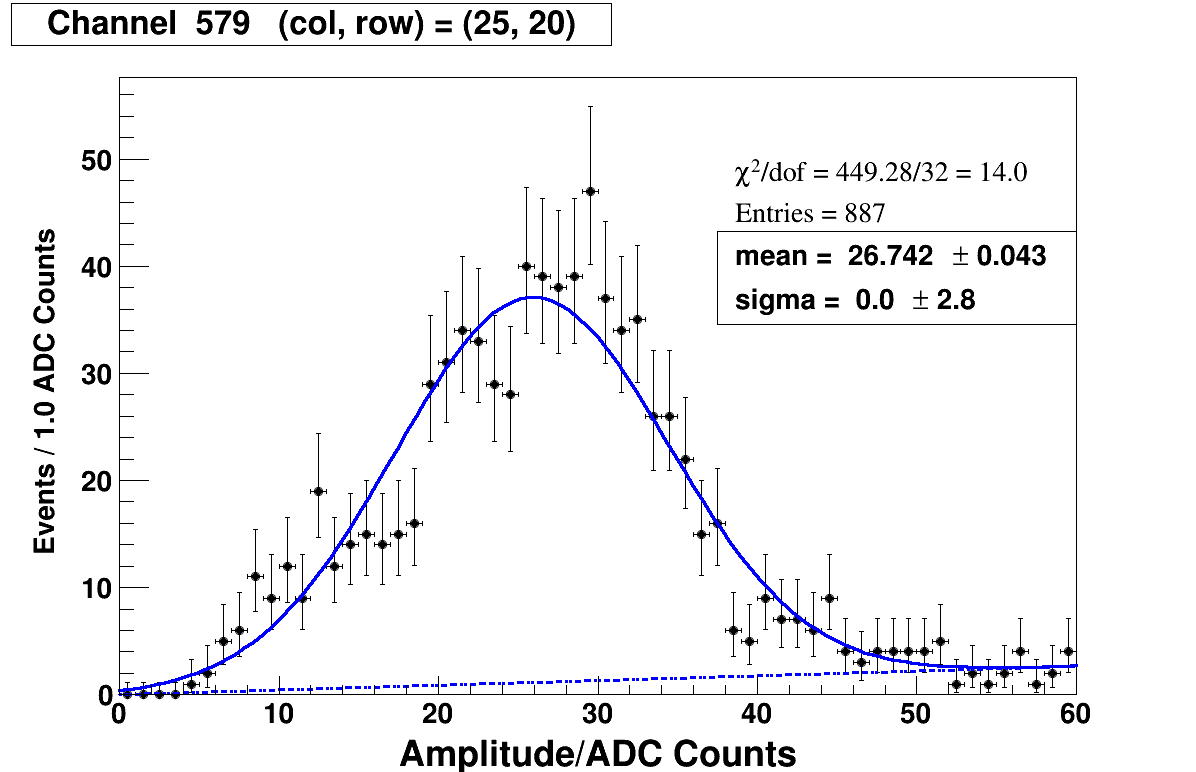 Channel 579 (col, row) = (25, 20)
χ²/dof = 449.28/32 = 14.0
Entries = 887
mean = 26.742 ± 0.043
sigma = 0.0 ± 2.8
Events / 1.0 ADC Counts
50
40
30
20
10
0
0 10 20 30 40 50 60
Amplitude/ADC Counts